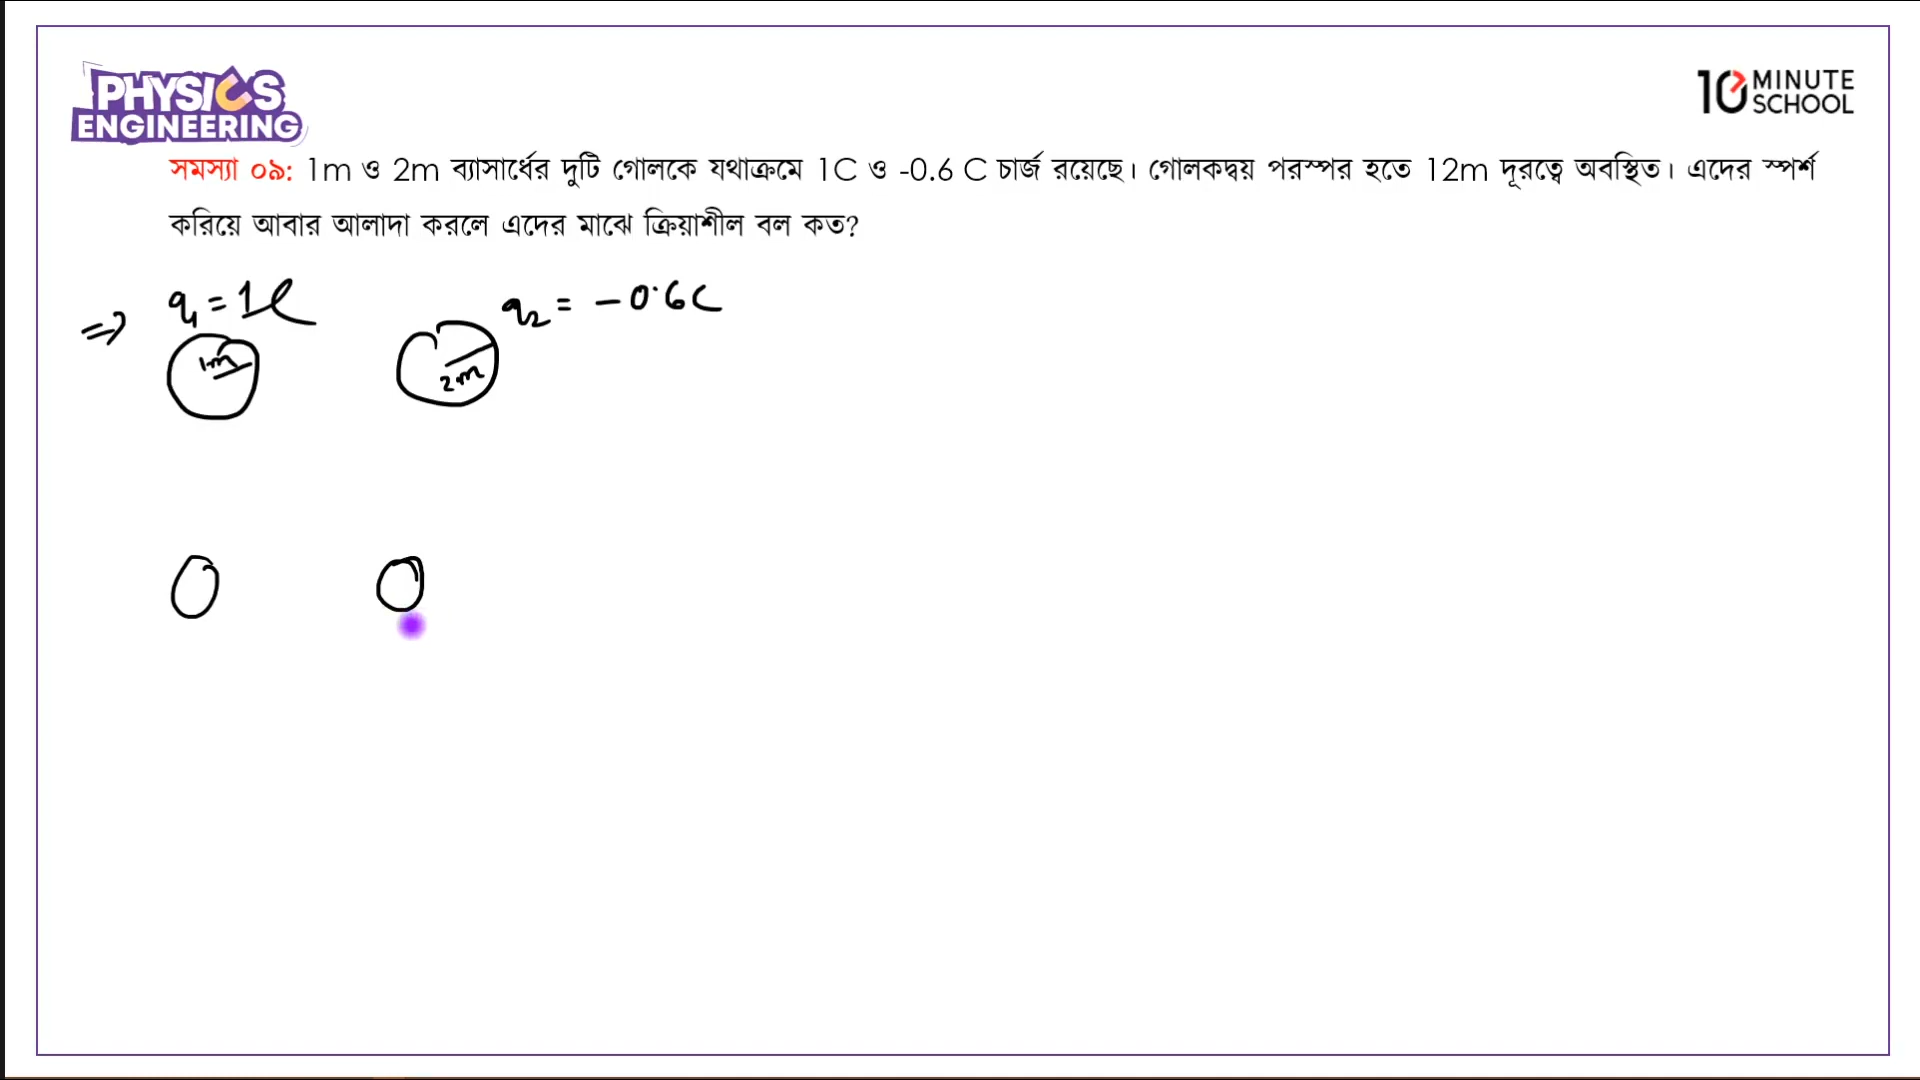 PHYSICS
ENGINEERING
10 MINUTE
SCHOOL
সমস্যা ০৯: 1m ও 2m ব্যাসার্ধের দুটি গোলকে যথাক্রমে 1C ও -0.6 C চার্জ রয়েছে। গোলকদ্বয় পরস্পর হতে 12m দূরত্বে অবস্থিত। এদের স্পর্শ
করিয়ে আবার আলাদা করলে এদের মাঝে ক্রিয়াশীল বল কত?
⇒ q₁ = 1C q₂ = -0.6C
1m 2m